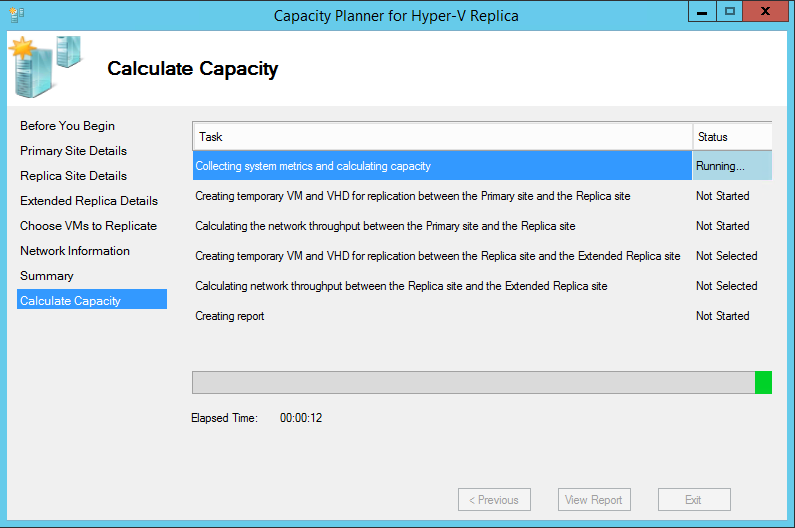 Capacity Planner for Hyper-V Replica
Calculate Capacity
Before You Begin
Primary Site Details
Replica Site Details
Extended Replica Details
Choose VMs to Replicate
Network Information
Summary
Calculate Capacity
Task Status
Collecting system metrics and calculating capacity Running...
Creating temporary VM and VHD for replication between the Primary site and the Replica site Not Started
Calculating the network throughput between the Primary site and the Replica site Not Started
Creating temporary VM and VHD for replication between the Replica site and the Extended Replica site Not Selected
Calculating network throughput between the Replica site and the Extended Replica site Not Selected
Creating report Not Started
Elapsed Time: 00:00:12
< Previous View Report Exit